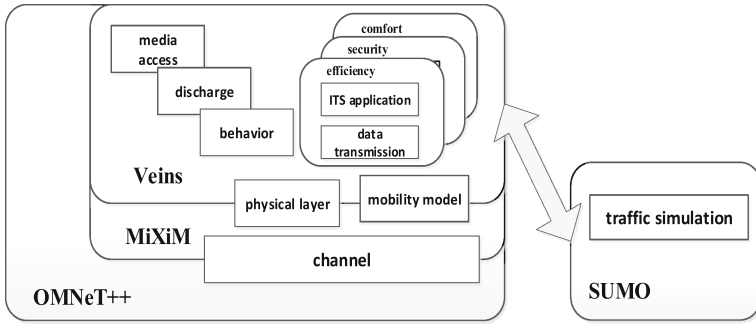 comfort
security
efficiency
ITS application
data
transmission
media
access
discharge
behavior
Veins
physical layer
mobility model
MiXiM
channel
OMNeT++
traffic simulation
SUMO